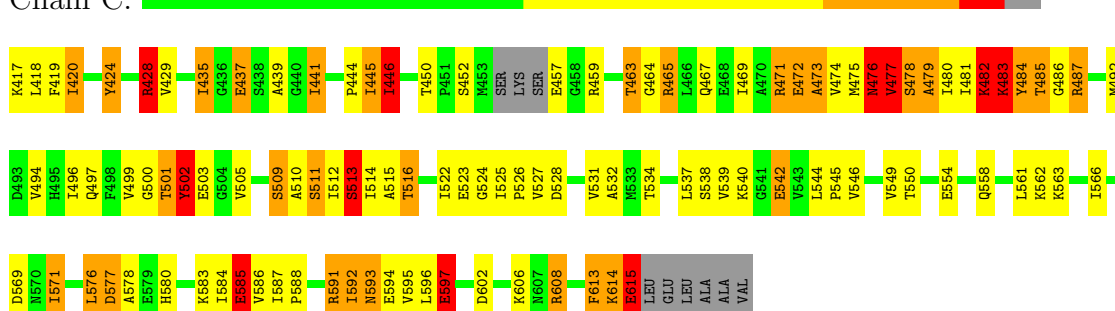 Chain C:
K417 L418 F419 I420 Y424 R428 V429 I435 G436 E437 S438 A439 G440 I441 P444 I445 I446 T450 P451 S452 M453 SER LYS SER E457 G458 R459 T463 G464 R465 L466 Q467 E468 I469 A470 R471 E472 A473 V474 M475 N476 V477 S478 A479 I480 I481 K482 K483 Y484 T485 G486 R487 M492
D493 V494 H495 I496 Q497 F498 V499 G500 T501 Y502 E503 G504 V505 S509 A510 S511 I512 S513 I514 A515 T516 I522 E523 G524 I525 P526 V527 D528 V531 A532 M533 T534 L537 S538 V539 K540 G541 E542 V543 L544 P545 V546 V549 T550 E554 Q558 L561 K562 K563 I566
D569 N570 I571 L576 D577 A578 E579 H580 K583 I584 E585 V586 I587 P588 R591 I592 N593 E594 V595 L596 E597 D602 K606 N607 R608 F613 K614 E615 LEU GLU LEU ALA ALA VAL